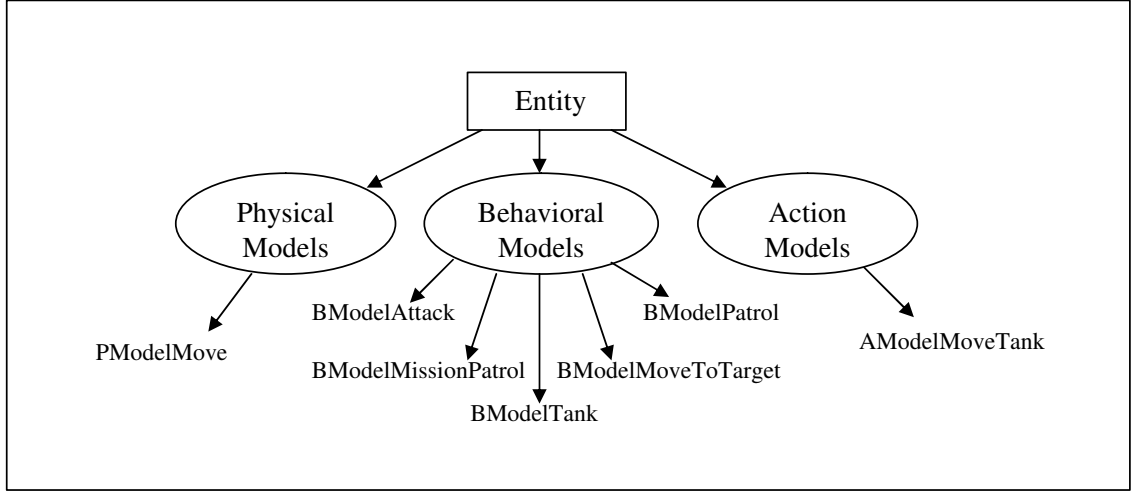 Entity
Physical
Models
Behavioral
Models
Action
Models
PModelMove
BModelAttack
BModelMissionPatrol
BModelTank
BModelMoveToTarget
BModelPatrol
AModelMoveTank